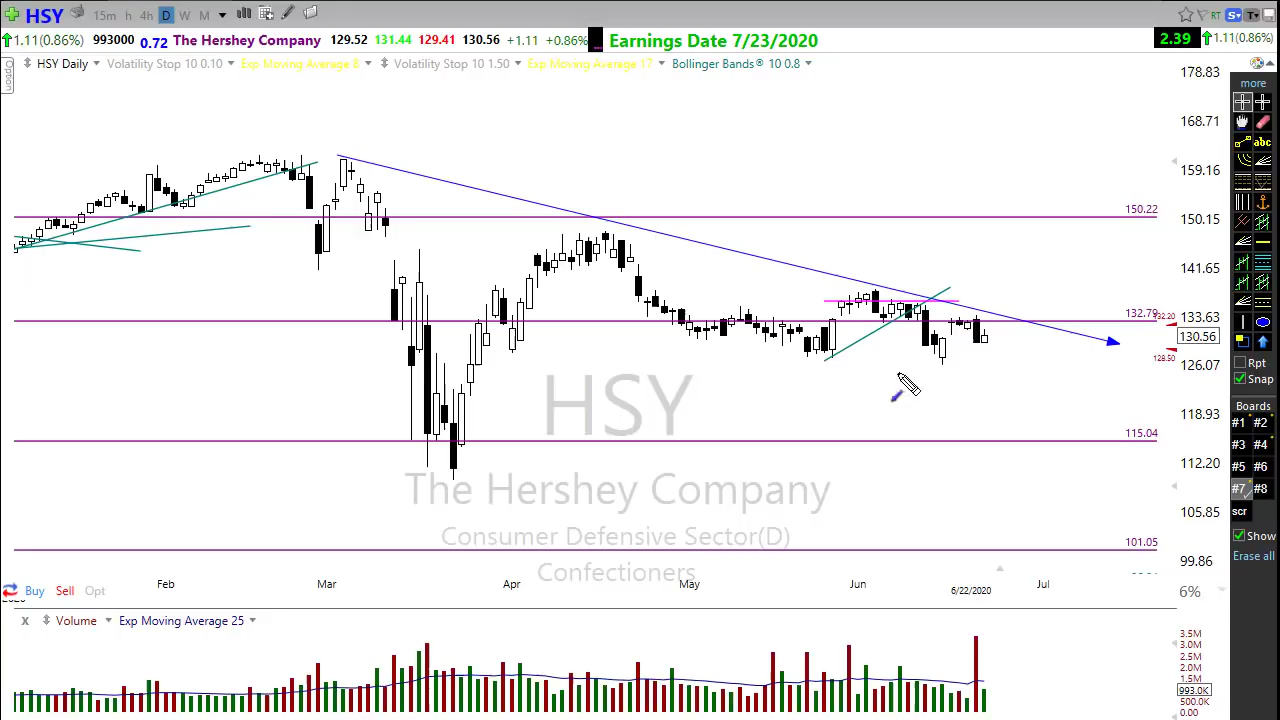 HSY 15m h 4h D W M RT S T
1.11(0.86%) 993000 0.72 The Hershey Company 129.52 131.44 129.41 130.56 +1.11 +0.86% Earnings Date 7/23/2020 2.39 1.11(0.86%)
Option HSY Daily Volatility Stop 10 0.10 Exp Moving Average 8 Volatility Stop 10 1.50 Exp Moving Average 17 Bollinger Bands® 10 0.8
178.83
more
168.71
abc
159.16
150.22
150.15
141.65
132.79
132.20
133.63
130.56
128.50
126.07
Rpt
Snap
118.93
115.04
112.20
105.85
101.05
99.86
Boards
#1 #2
#3 #4
#5 #6
#7 #8
scr
Show
Erase all
HSY
The Hershey Company
Consumer Defensive Sector(D)
Confectioners
Feb Mar Apr May Jun Jul
Buy Sell Opt 6/22/2020 6%
X Volume Exp Moving Average 25
3.5M
3.0M
2.5M
2.0M
1.5M
993.0K
500.0K
0.00